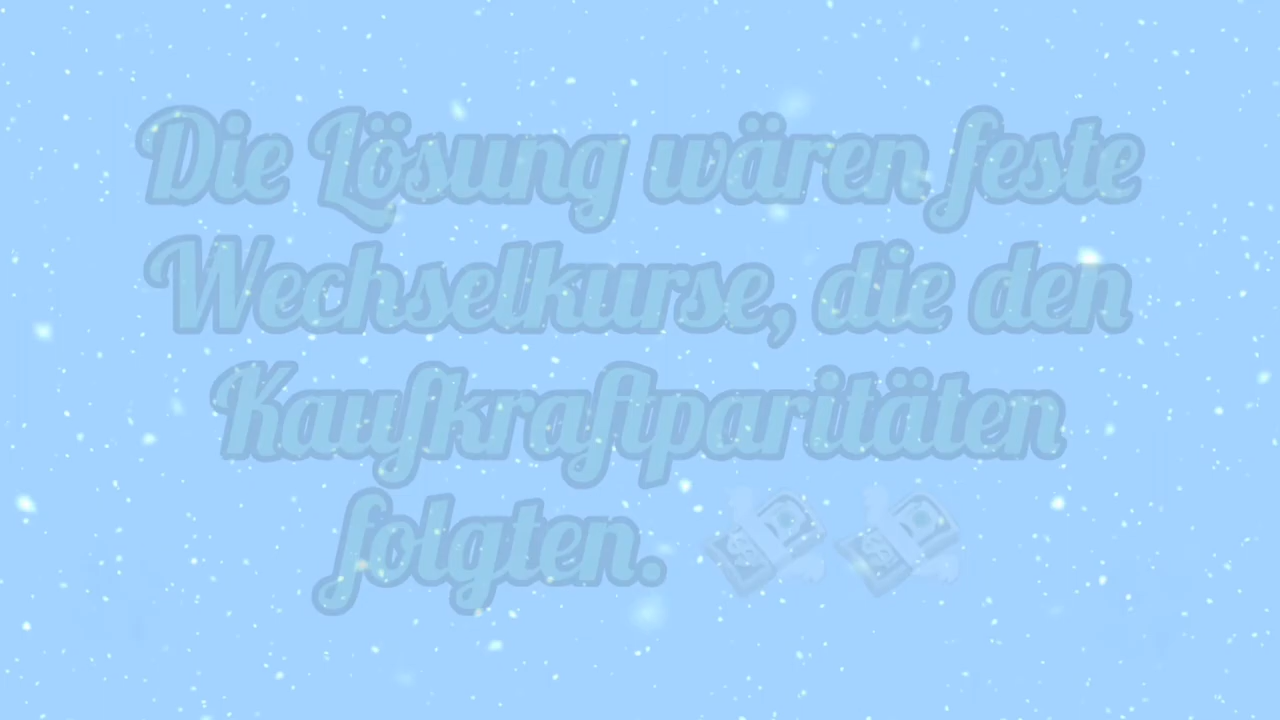 Die Lösung wären feste
Wechselkurse, die den
Kaufkraftparitäten
folgten. 💸💸